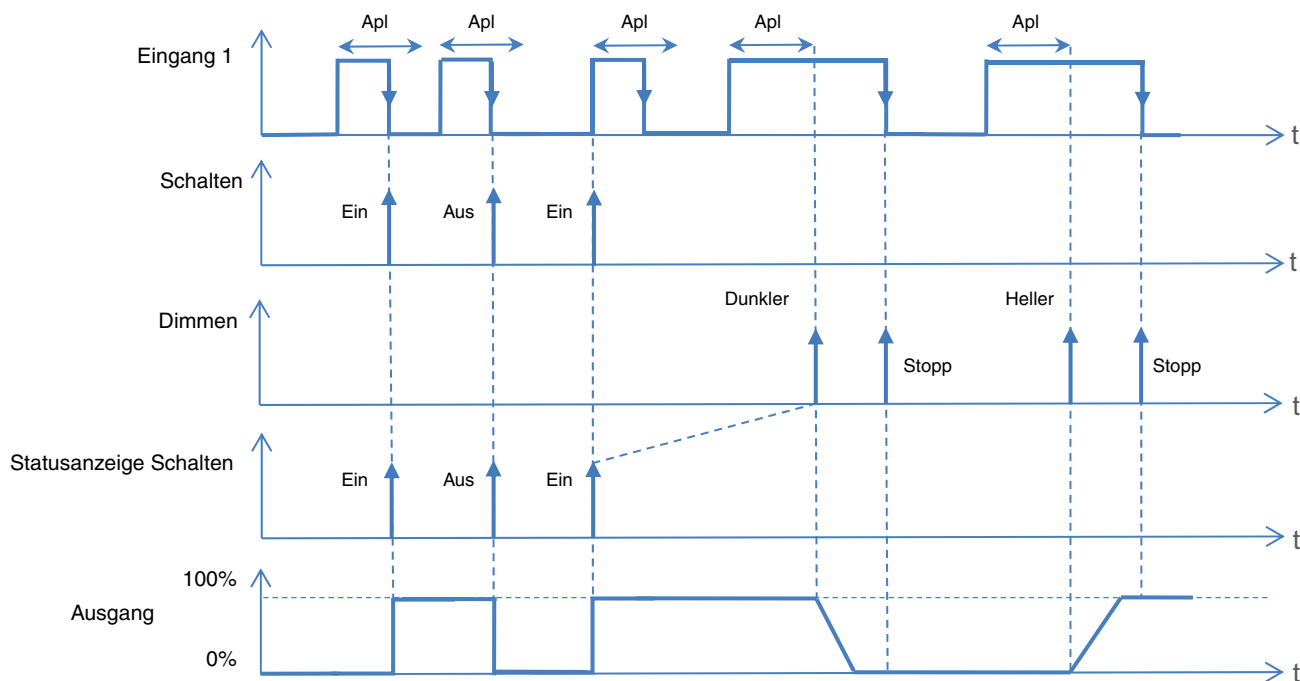 Apl Apl Apl Apl Apl
Eingang 1
t
Schalten
Ein Aus Ein
t
Dunkler Heller
Dimmen
Stopp Stopp
t
Statusanzeige Schalten
Ein Aus Ein
t
100%
Ausgang
0%
t